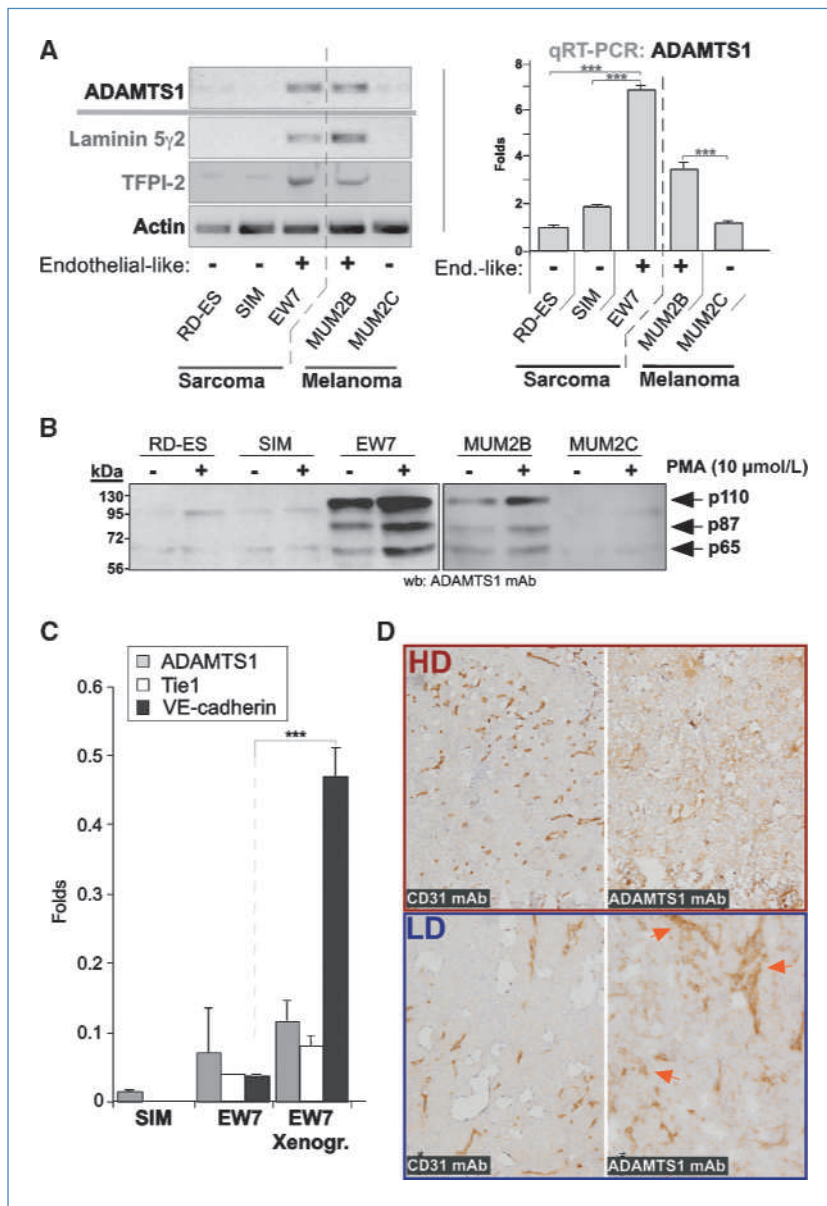 A
ADAMTS1
Laminin 5γ2
TFPI-2
Actin
Endothelial-like: - - + + -
RD-ES SIM EW7 MUM2B MUM2C
Sarcoma Melanoma
qRT-PCR: ADAMTS1
Folds
8
6
4
2
0
*** *** ***
End.-like: - - + + -
RD-ES SIM EW7 MUM2B MUM2C
Sarcoma Melanoma
B
RD-ES SIM EW7 MUM2B MUM2C
kDa - + - + - + - + - + PMA (10 μmol/L)
130
95
72
56
p110
p87
p65
wb: ADAMTS1 mAb
C
ADAMTS1
Tie1
VE-cadherin
***
Folds
0.6
0.5
0.4
0.3
0.2
0.1
0
SIM EW7 EW7
Xenogr.
D
HD
CD31 mAb ADAMTS1 mAb
LD
CD31 mAb ADAMTS1 mAb